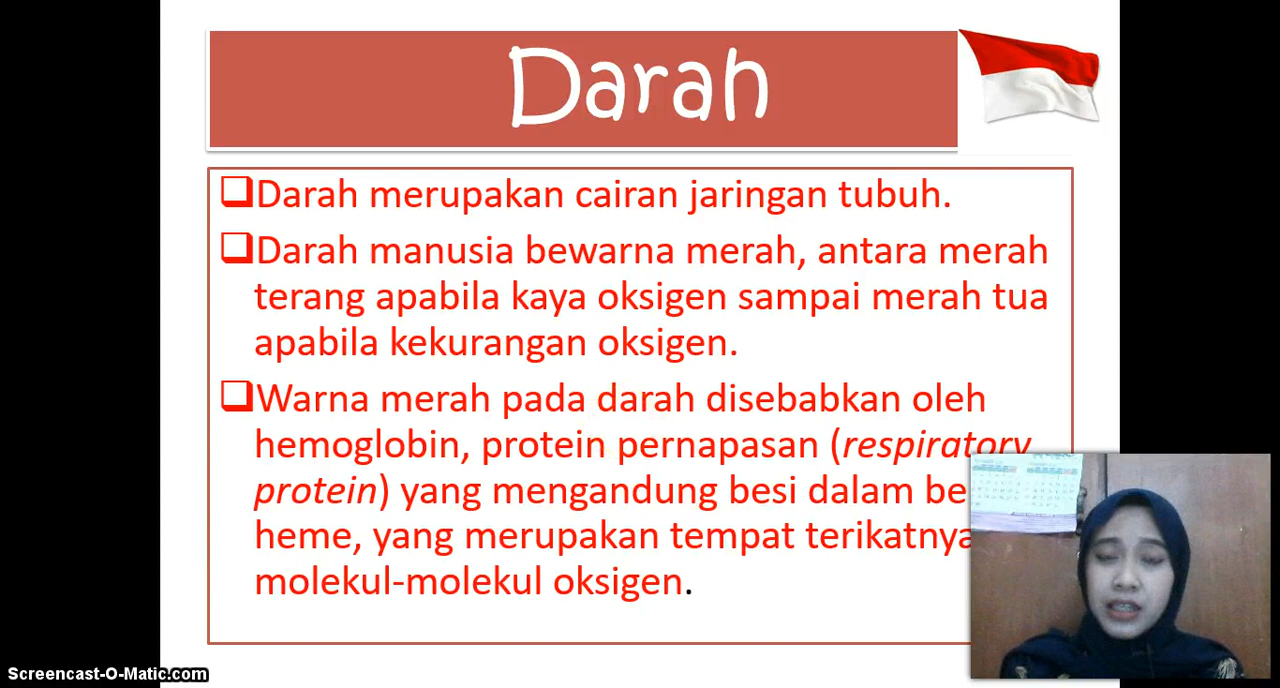 Darah
Darah merupakan cairan jaringan tubuh.
Darah manusia bewarna merah, antara merah
terang apabila kaya oksigen sampai merah tua
apabila kekurangan oksigen.
Warna merah pada darah disebabkan oleh
hemoglobin, protein pernapasan (respiratory
protein) yang mengandung besi dalam be
heme, yang merupakan tempat terikatnya
molekul-molekul oksigen.
Screencast-O-Matic.com